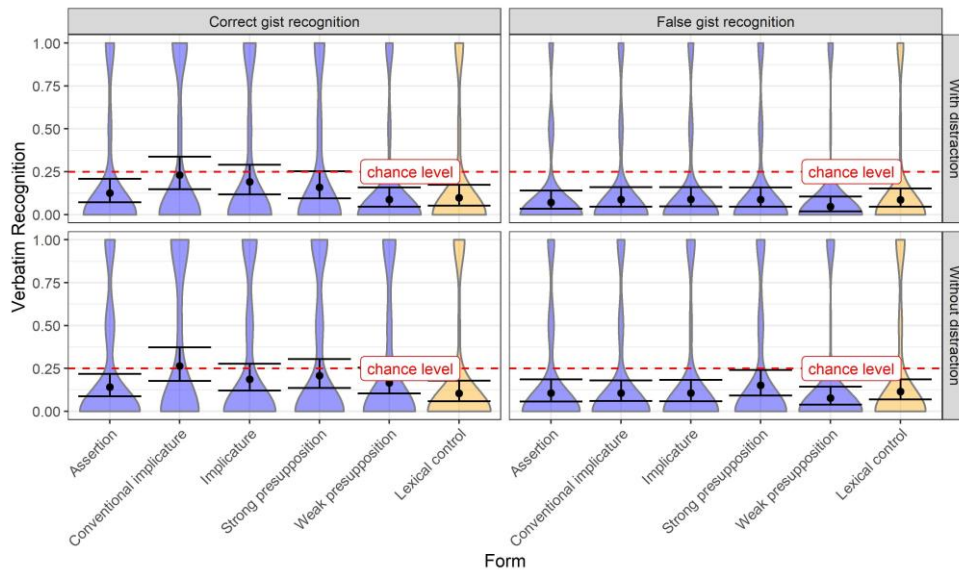 Correct gist recognition
False gist recognition
Verbatim Recognition
1.00
0.75
0.50
0.25
0.00
chance level
chance level
With distraction
1.00
0.75
0.50
0.25
0.00
chance level
chance level
Without distraction
Assertion
Conventional implicature
Implicature
Strong presupposition
Weak presupposition
Lexical control
Assertion
Conventional implicature
Implicature
Strong presupposition
Weak presupposition
Lexical control
Form